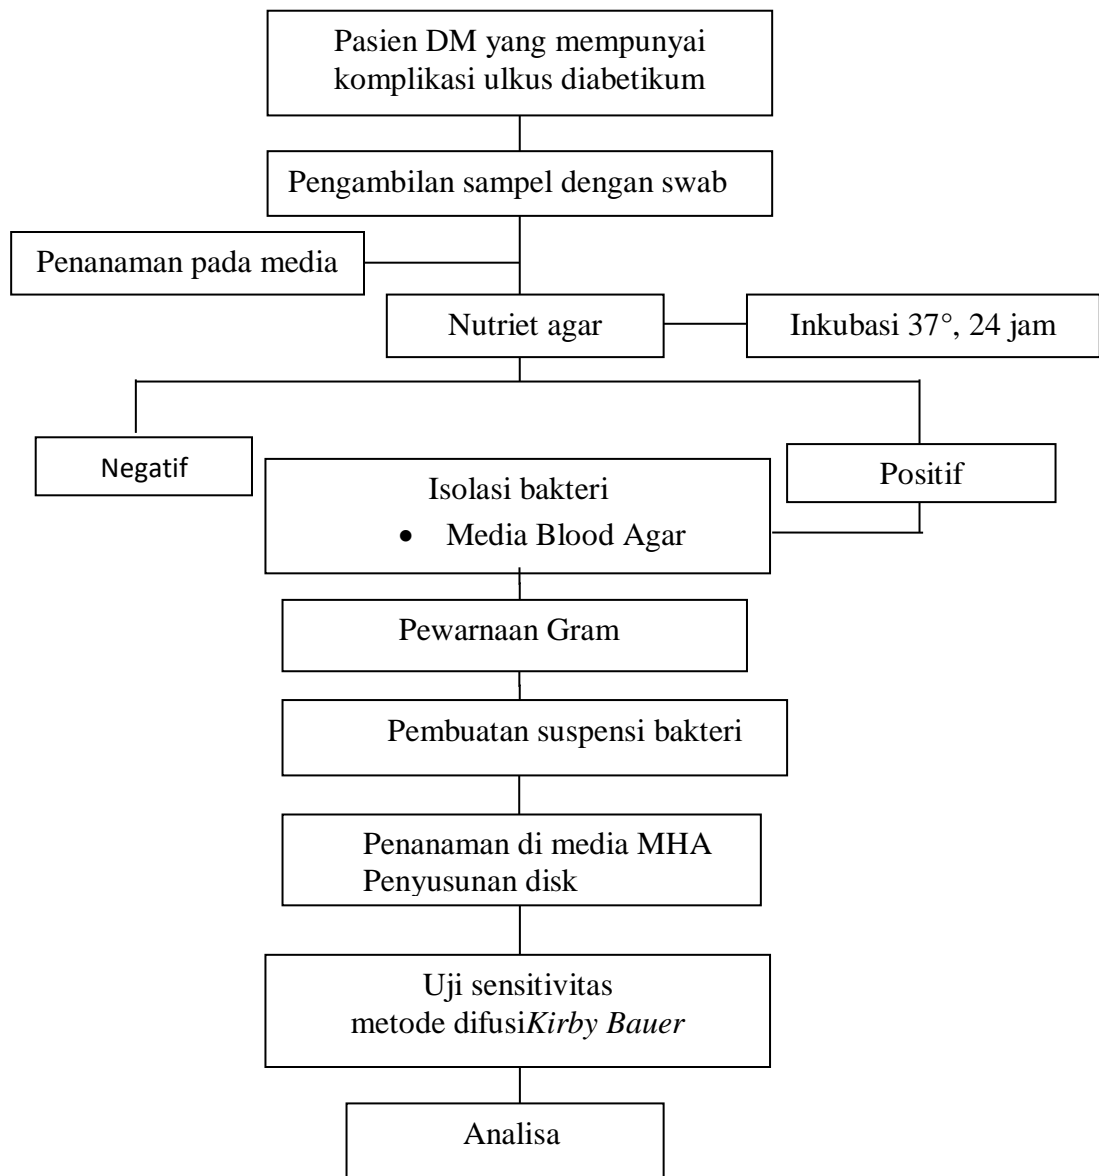 Pasien DM yang mempunyai
komplikasi ulkus diabetikum
Pengambilan sampel dengan swab
Penanaman pada media
Nutriet agar
Inkubasi 37°, 24 jam
Negatif
Positif
Isolasi bakteri
• Media Blood Agar
Pewarnaan Gram
Pembuatan suspensi bakteri
Penanaman di media MHA
Penyusunan disk
Uji sensitivitas
metode difusiKirby Bauer
Analisa